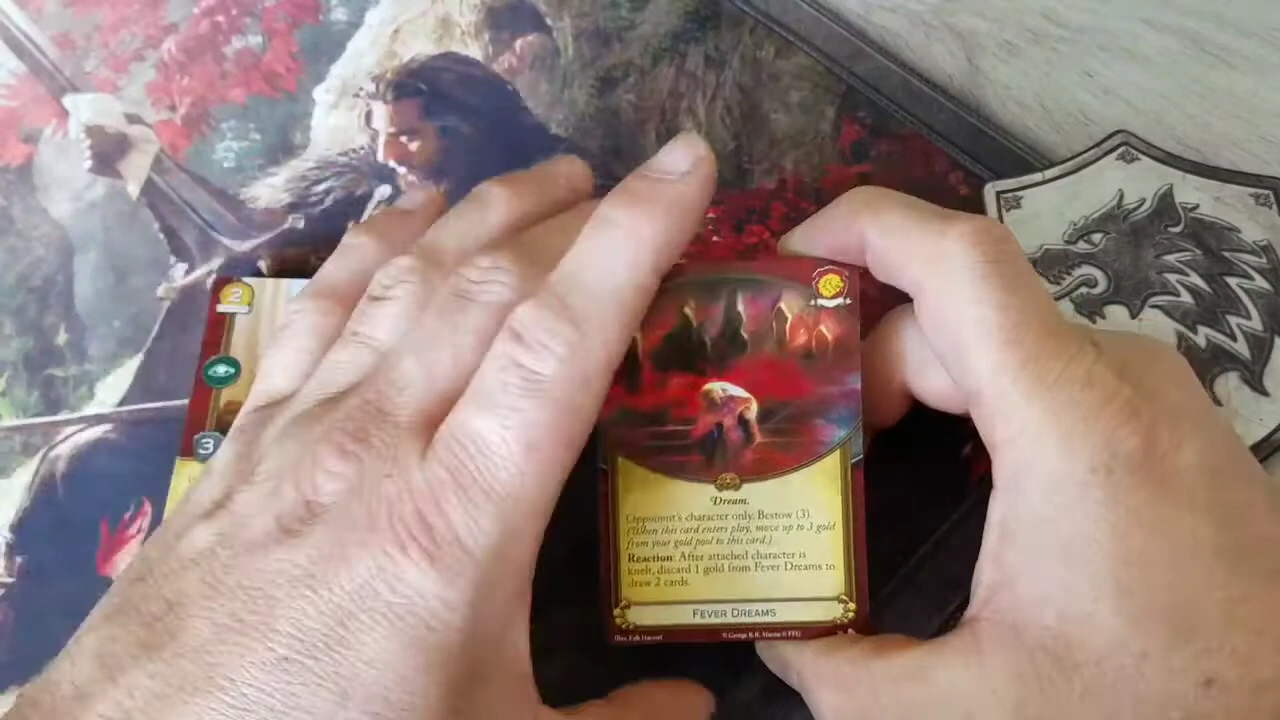 2
3
Dream.
Opponent's character only. Bestow (3).
(When this card enters play, move up to 3 gold
from your gold pool to this card.)
Reaction: After attached character is
knelt, discard 1 gold from Fever Dreams to
draw 2 cards.
FEVER DREAMS
© George R. R. Martin © FFG